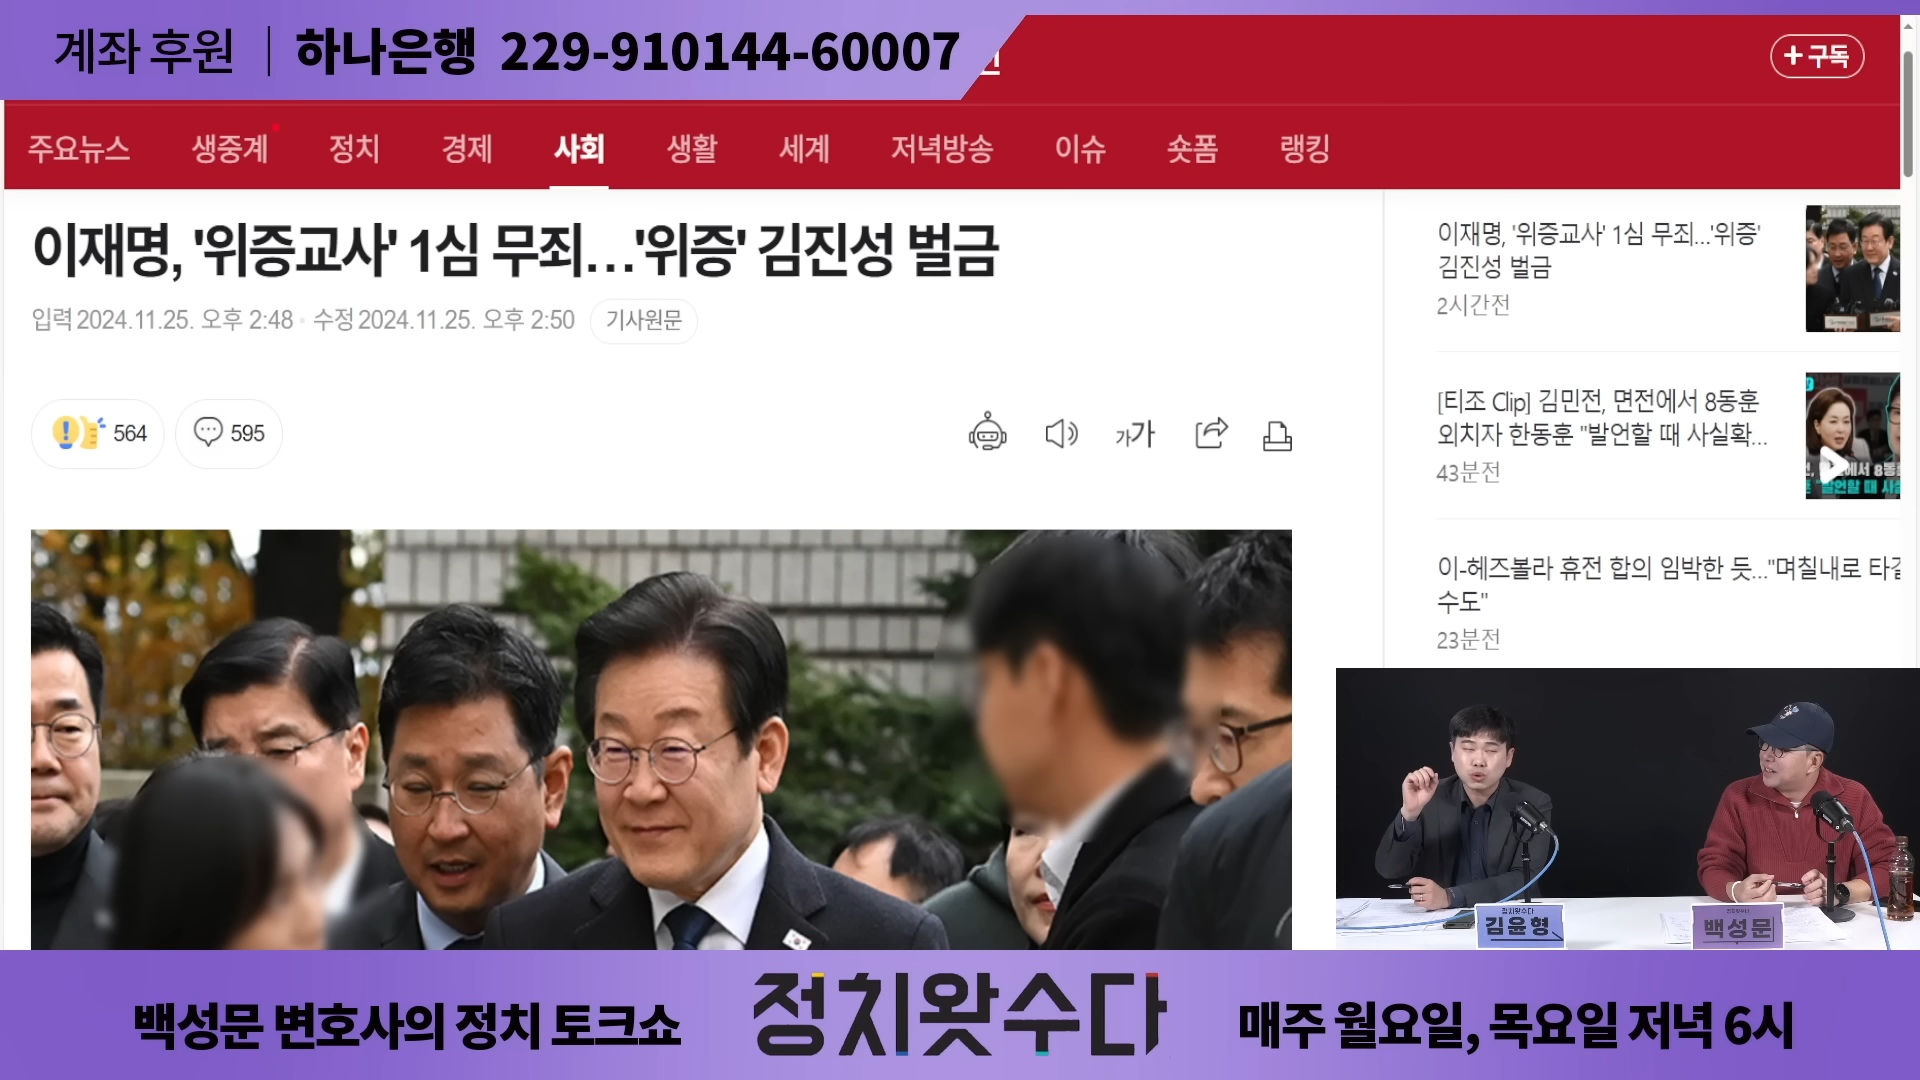 계좌 후원 | 하나은행 229-910144-60007
+ 구독
주요뉴스 생중계 정치 경제 사회 생활 세계 저녁방송 이슈 숏폼 랭킹
이재명, '위증교사' 1심 무죄…'위증' 김진성 벌금
입력 2024.11.25. 오후 2:48 · 수정 2024.11.25. 오후 2:50 기사원문
564 595
가가
이재명, '위증교사' 1심 무죄…'위증'
김진성 벌금
2시간전
[티조 Clip] 김민전, 면전에서 8동훈
외치자 한동훈 "발언할 때 사실확...
43분전
이-헤즈볼라 휴전 합의 임박한 듯..."며칠내로 타결
수도"
23분전
정치왓수다
김윤형
백성문
백성문 변호사의 정치 토크쇼
정치왓수다
매주 월요일, 목요일 저녁 6시